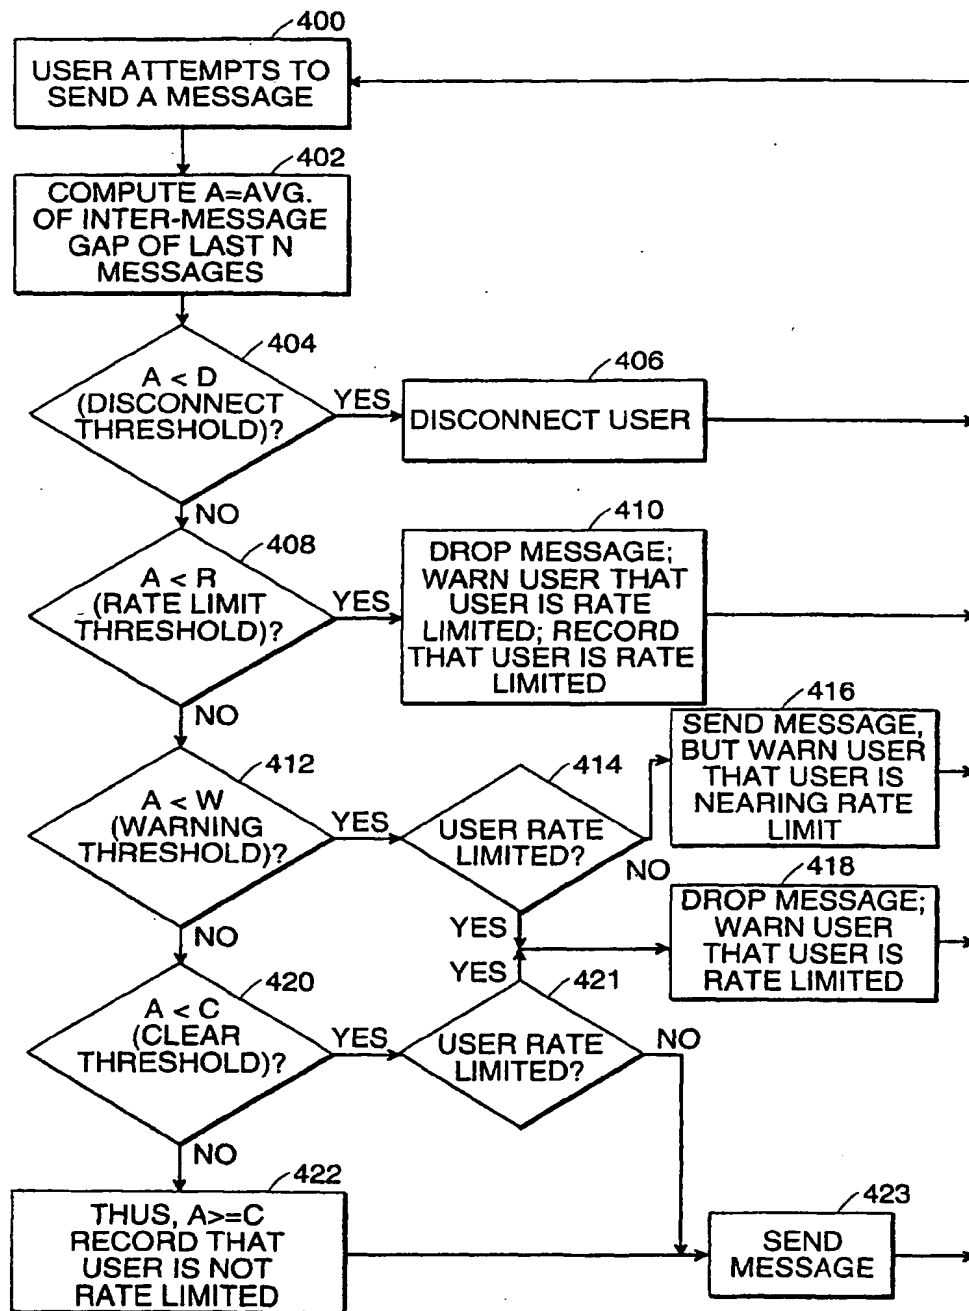 400
USER ATTEMPTS TO
SEND A MESSAGE
402
COMPUTE A=AVG.
OF INTER-MESSAGE
GAP OF LAST N
MESSAGES
404
A < D
(DISCONNECT
THRESHOLD)?
YES
406
DISCONNECT USER
NO
408
A < R
(RATE LIMIT
THRESHOLD)?
YES
410
DROP MESSAGE;
WARN USER THAT
USER IS RATE
LIMITED; RECORD
THAT USER IS RATE
LIMITED
NO
412
A < W
(WARNING
THRESHOLD)?
YES
414
USER RATE
LIMITED?
NO
416
SEND MESSAGE,
BUT WARN USER
THAT USER IS
NEARING RATE
LIMIT
YES
418
DROP MESSAGE;
WARN USER
THAT USER IS
RATE LIMITED
NO
420
A < C
(CLEAR
THRESHOLD)?
YES
YES
421
USER RATE
LIMITED?
NO
NO
422
THUS, A>=C
RECORD THAT
USER IS NOT
RATE LIMITED
423
SEND
MESSAGE